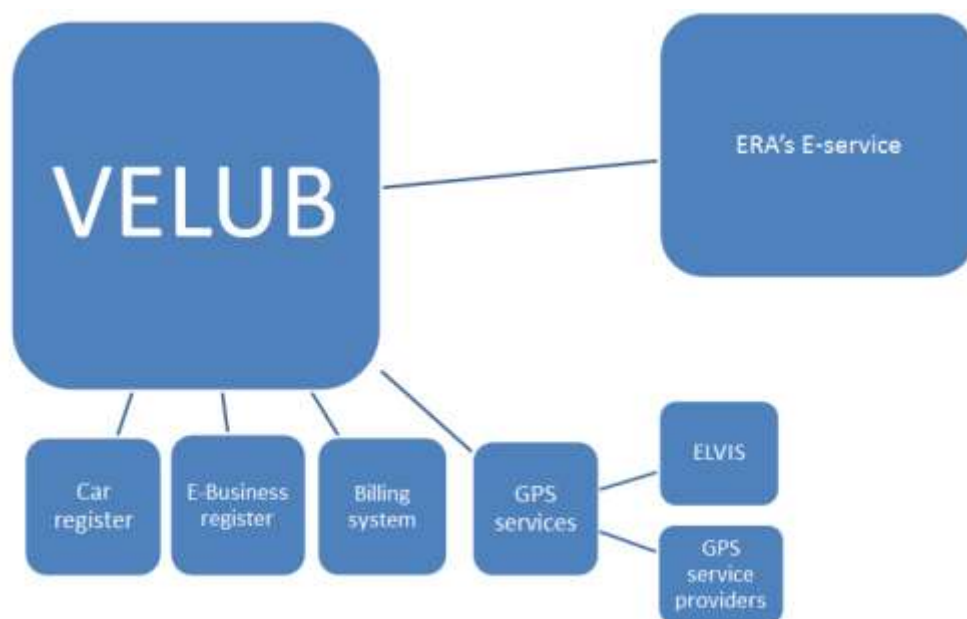 VELUB
ERA's E-service
Car
register
E-Business
register
Billing
system
GPS
services
ELVIS
GPS
service
providers